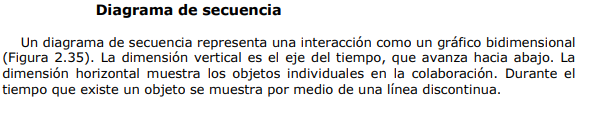 Diagrama de secuencia
Un diagrama de secuencia representa una interacción como un gráfico bidimensional
(Figura 2.35). La dimensión vertical es el eje del tiempo, que avanza hacia abajo. La
dimensión horizontal muestra los objetos individuales en la colaboración. Durante el
tiempo que existe un objeto se muestra por medio de una línea discontinua.